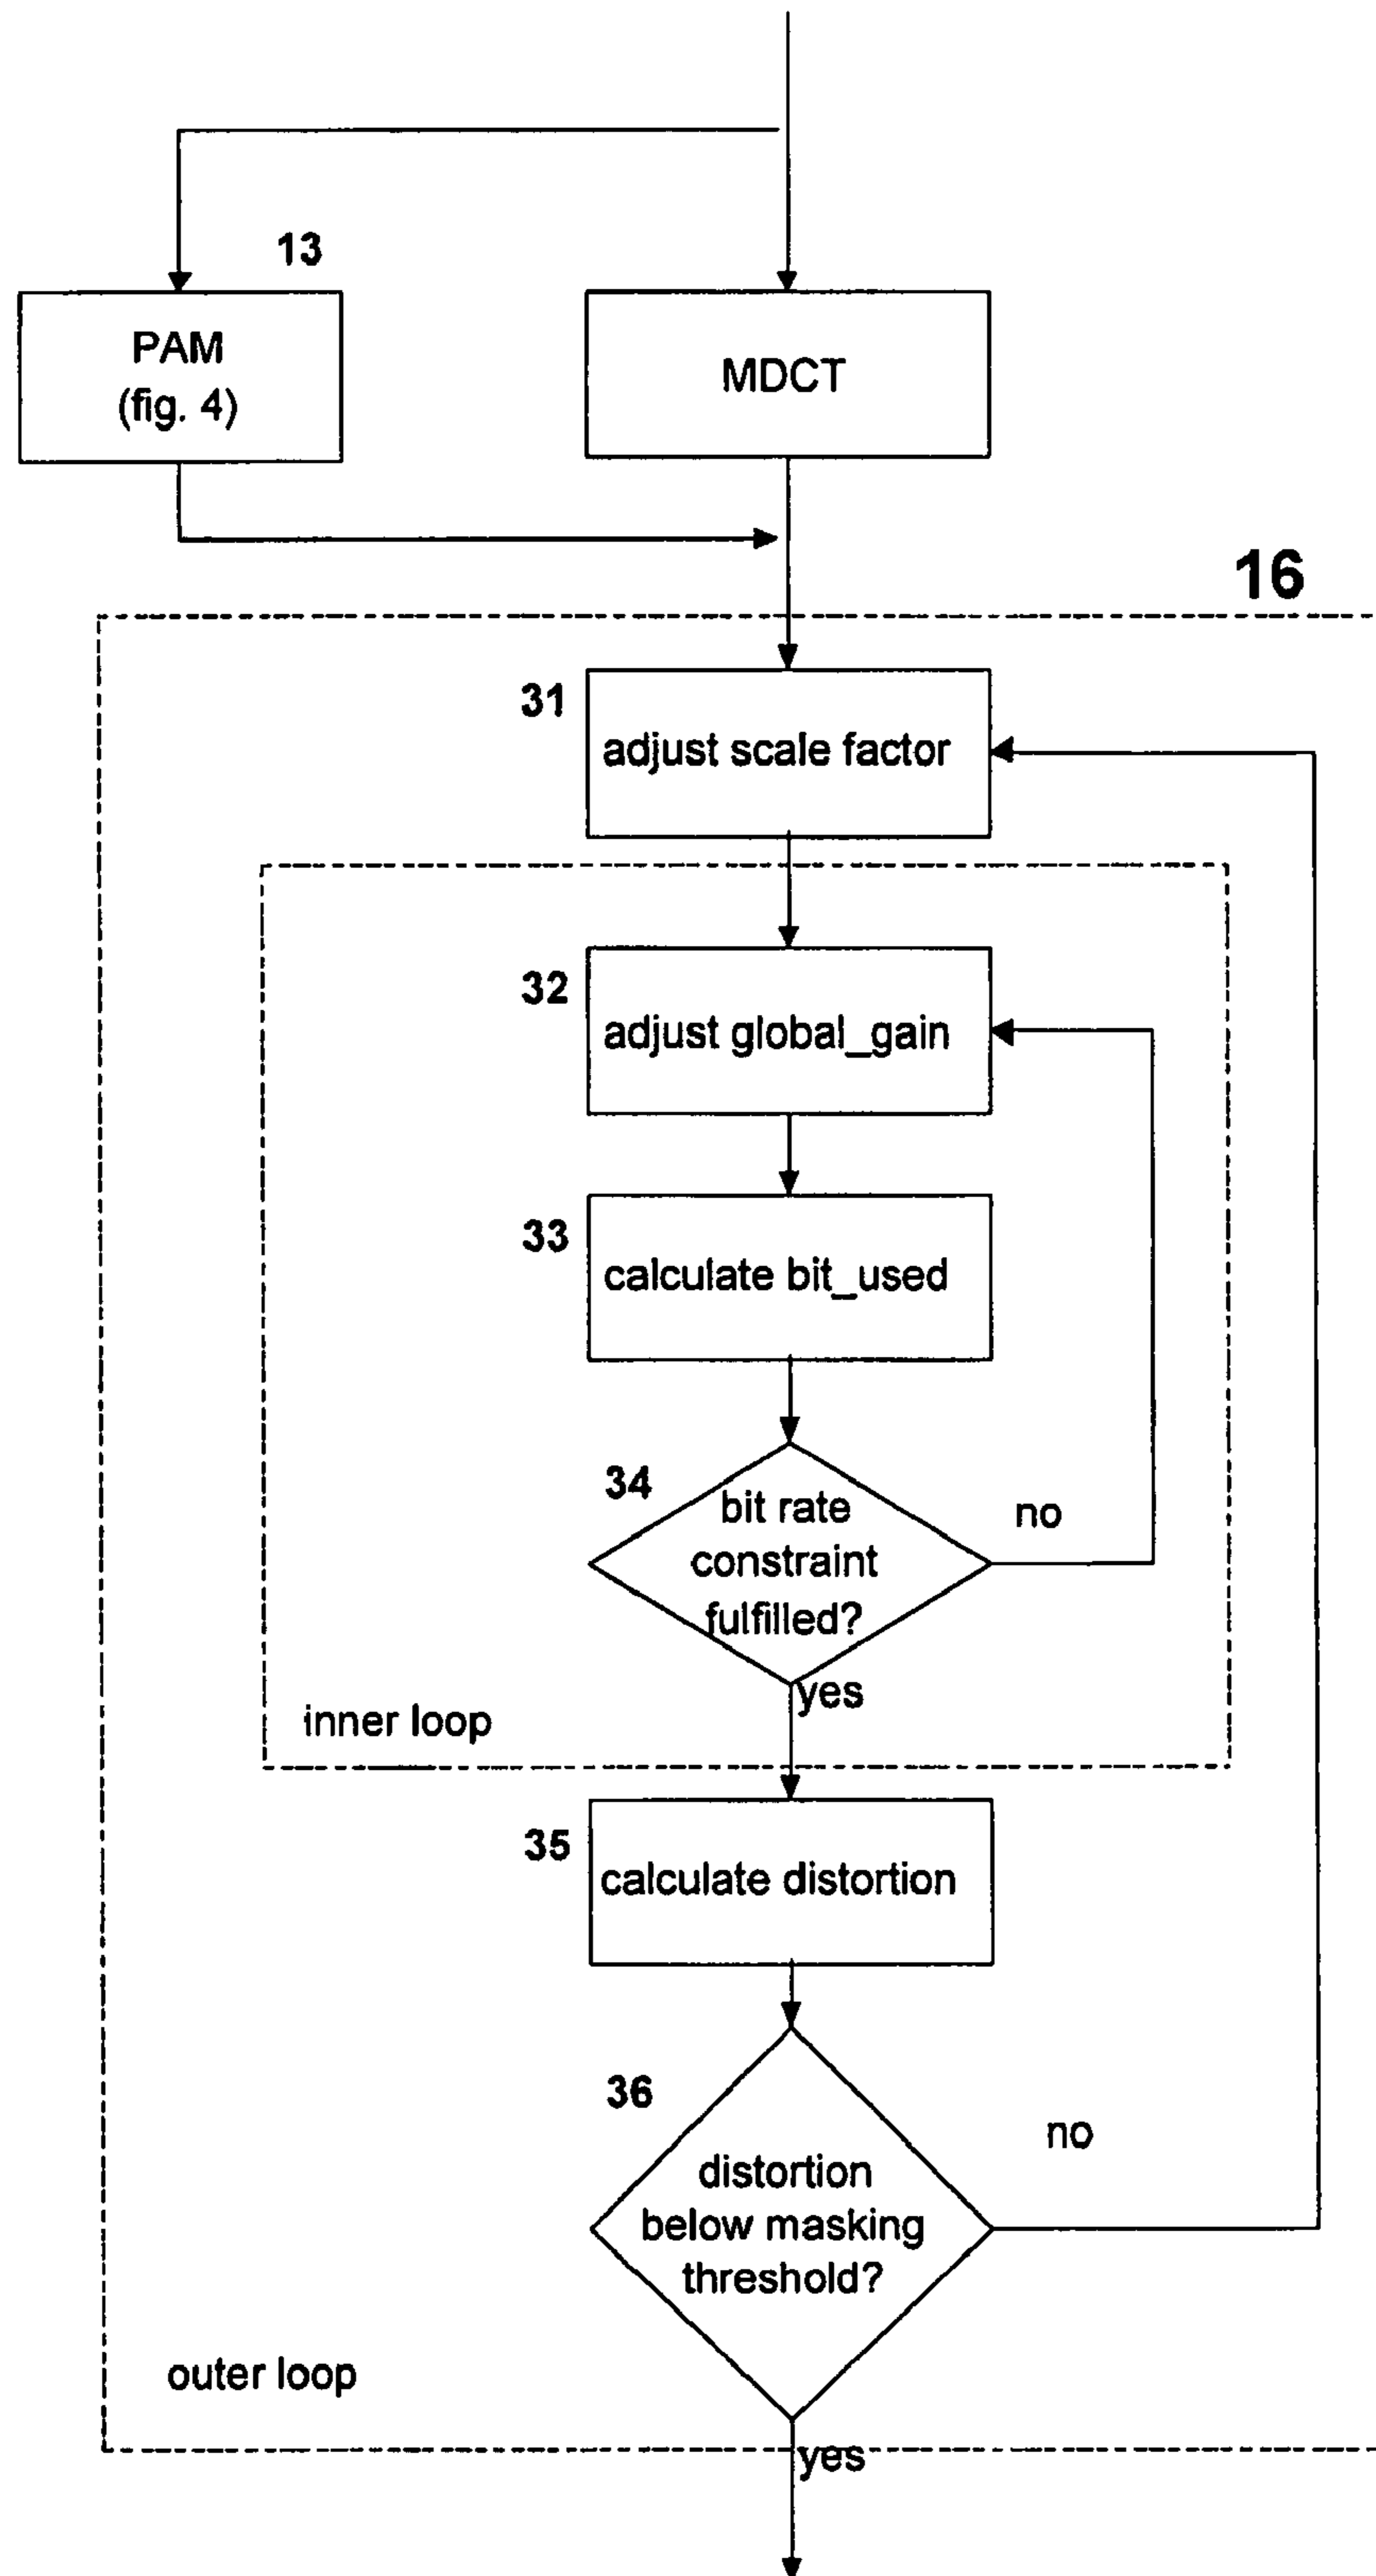 13
PAM
(fig. 4)
MDCT
16
31
adjust scale factor
32
adjust global_gain
33
calculate bit_used
34
bit rate
constraint
fulfilled?
no
yes
inner loop
35
calculate distortion
36
distortion
below masking
threshold?
no
outer loop
yes